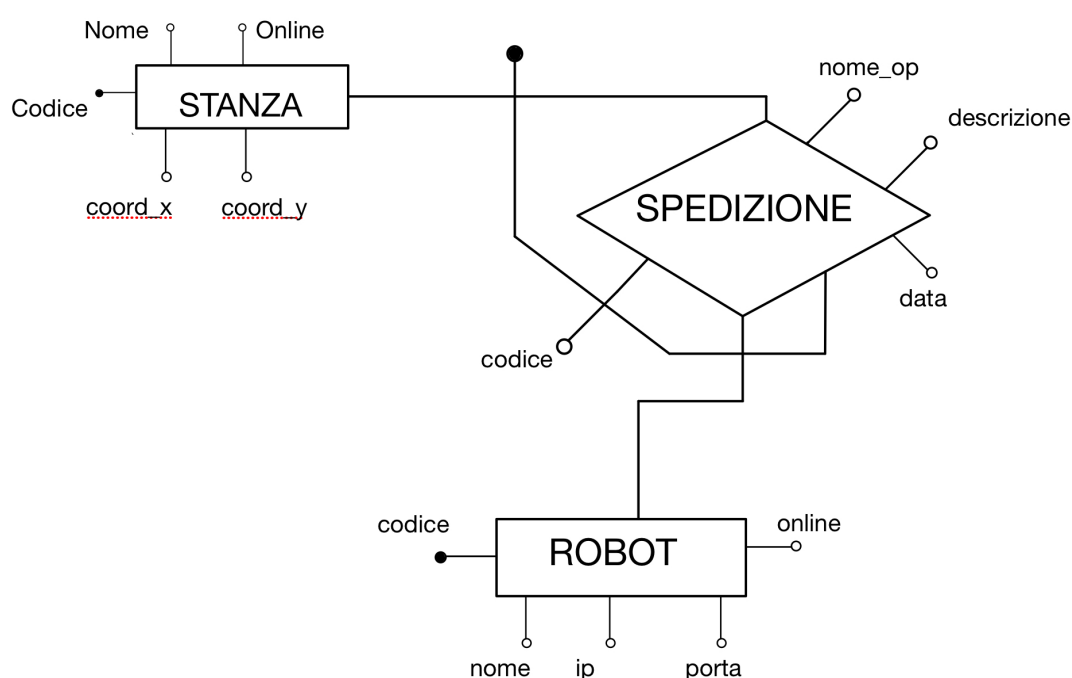 Nome
Online
Codice
STANZA
coord_x
coord_y
nome_op
descrizione
SPEDIZIONE
data
codice
codice
ROBOT
online
nome
ip
porta